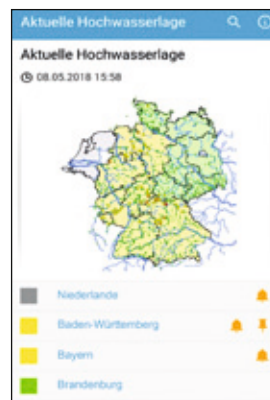 Aktuelle Hochwasserlage
Aktuelle Hochwasserlage
08.05.2018 15:58
Niederlande
Baden-Württemberg
Bayern
Brandenburg